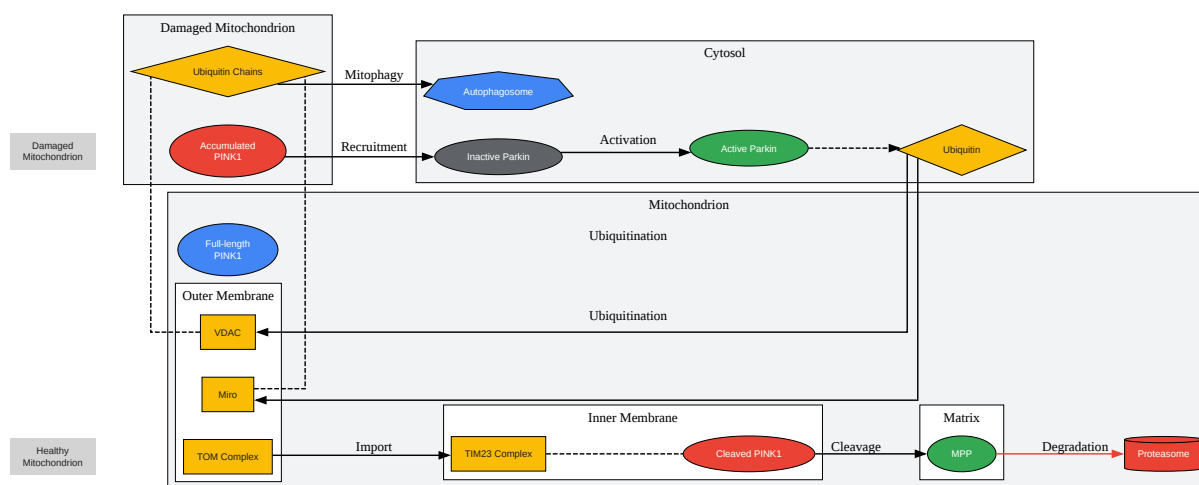 Damaged Mitochondrion
Ubiquitin Chains
Mitophagy
Cytosol
Autophagosome
Damaged
Mitochondrion
Accumulated
PINK1
Recruitment
Inactive Parkin
Activation
Active Parkin
Ubiquitin
Mitochondrion
Full-length
PINK1
Ubiquitination
Outer Membrane
VDAC
Ubiquitination
Miro
Healthy
Mitochondrion
TOM Complex
Import
Inner Membrane
TIM23 Complex
Cleaved PINK1
Cleavage
Matrix
MPP
Degradation
Proteasome